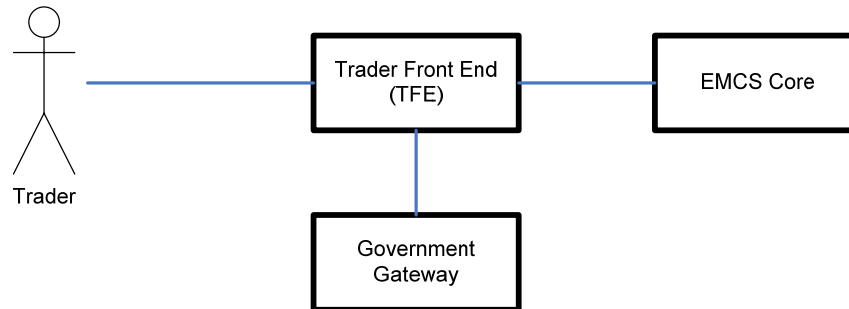 Trader Front End
(TFE)
EMCS Core
Trader
Government
Gateway